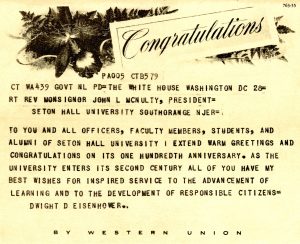 765-55
Congratulations
PA005 CTB579
CT WA439 GOVT NL PD=THE WHITE HOUSE WASHINGTON DC 28=
RT REV MONSIGNOR JOHN L MCNULTY, PRESIDENT=
SETON HALL UNIVERSITY SOUTHORANGE NJER=.
TO YOU AND ALL OFFICERS, FACULTY MEMBERS, STUDENTS, AND
ALUMNI OF SETON HALL UNIVERSITY I EXTEND WARM GREETINGS AND
CONGRATULATIONS ON ITS ONE HUNDREDTH ANNIVERSARY. AS THE
UNIVERSITY ENTERS ITS SECOND CENTURY ALL OF YOU HAVE MY
BEST WISHES FOR INSPIRED SERVICE TO THE ADVANCEMENT OF
LEARNING AND TO THE DEVELOPMENT OF RESPONSIBLE CITIZENS=
DWIGHT D EISENHOWER=.
BY WESTERN UNION